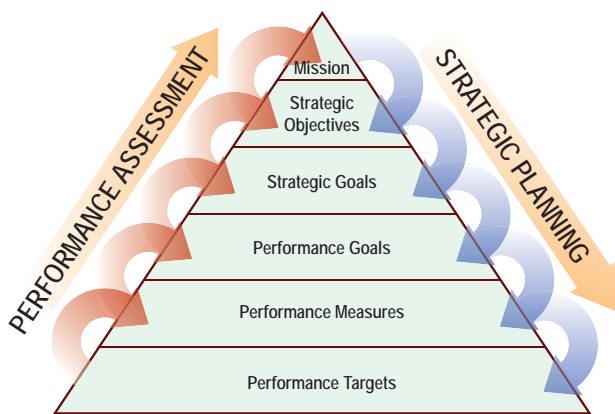 PERFORMANCE ASSESSMENT
STRATEGIC PLANNING
Mission
Strategic
Objectives
Strategic Goals
Performance Goals
Performance Measures
Performance Targets